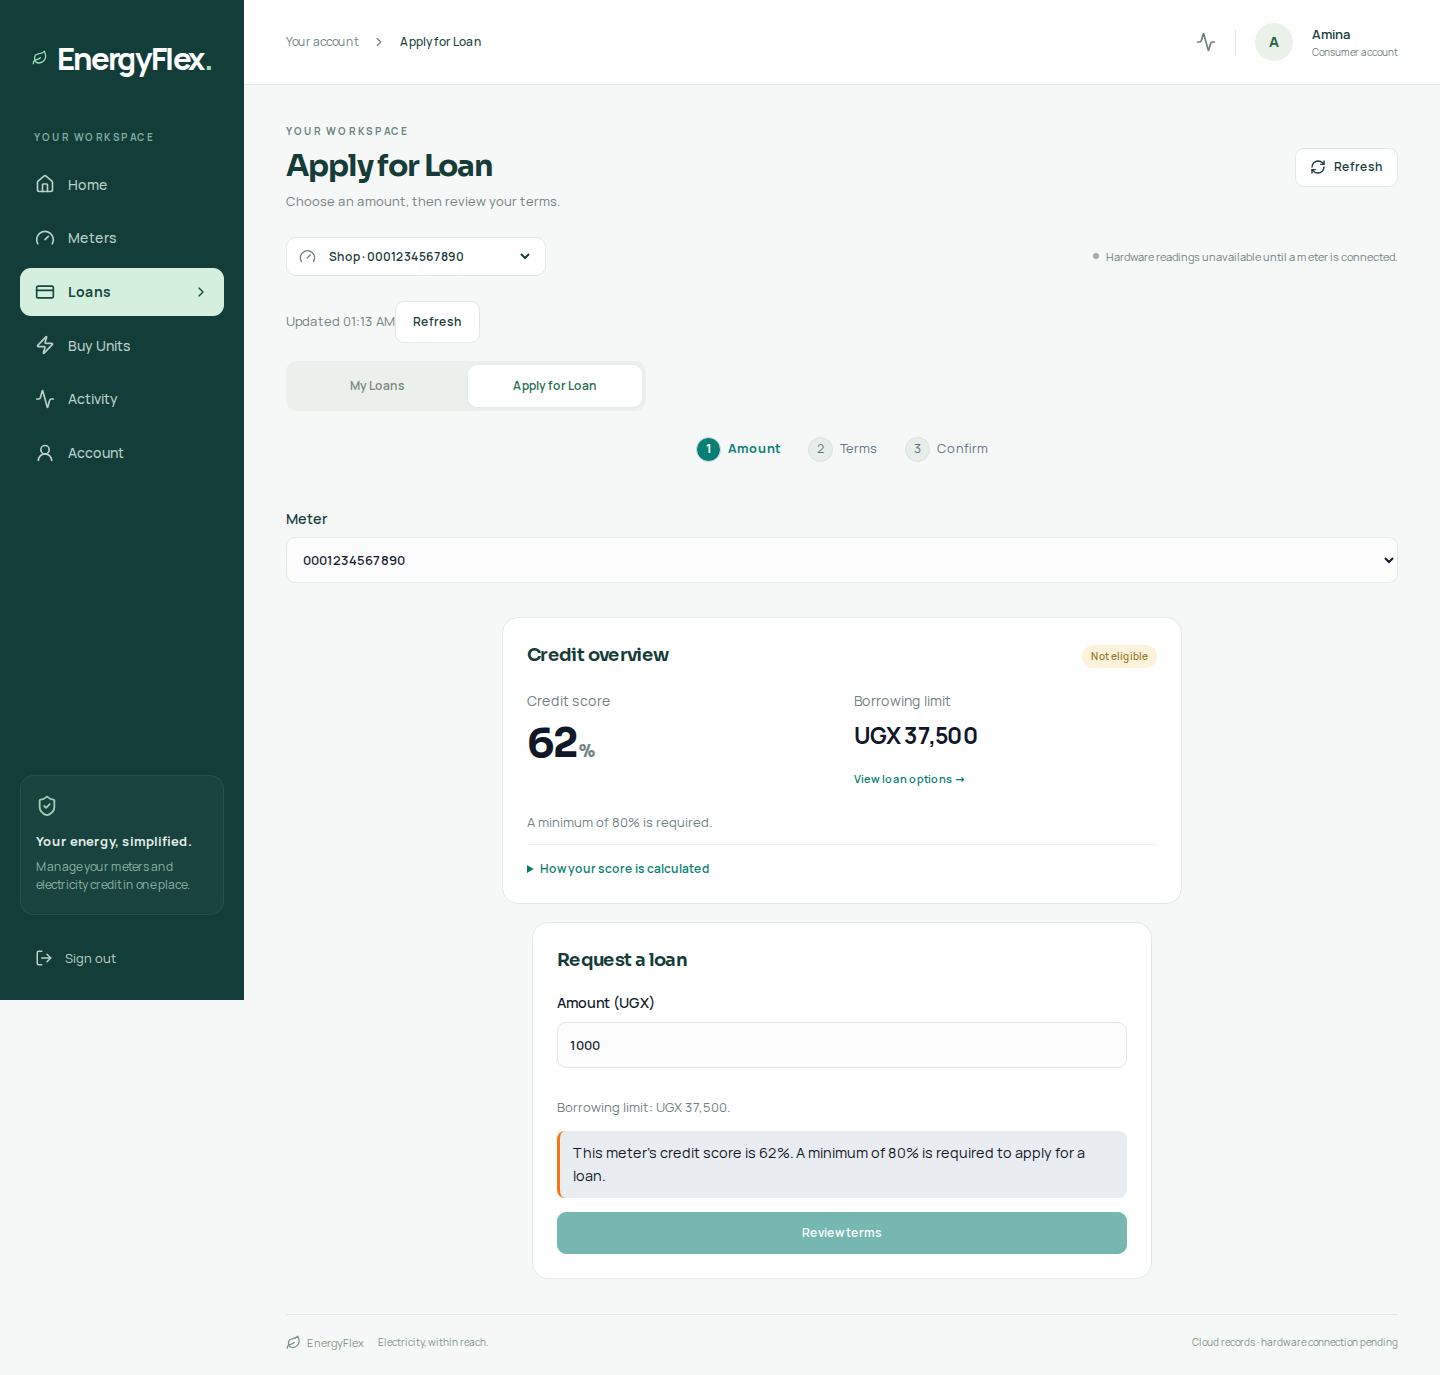 EnergyFlex.
YOUR WORKSPACE
Home
Meters
Loans
Buy Units
Activity
Account
Your energy, simplified.
Manage your meters and
electricity credit in one place.
Sign out
Your account
Apply for Loan
A
Amina
Consumer account
YOUR WORKSPACE
Apply for Loan
Choose an amount, then review your terms.
Refresh
Shop · 0001234567890
Hardware readings unavailable until a meter is connected.
Updated 01:13 AM
Refresh
My Loans
Apply for Loan
1 Amount
2 Terms
3 Confirm
Meter
0001234567890
Credit overview
Not eligible
Credit score
62%
Borrowing limit
UGX 37,500
View loan options →
A minimum of 80% is required.
How your score is calculated
Request a loan
Amount (UGX)
1000
Borrowing limit: UGX 37,500.
This meter's credit score is 62%. A minimum of 80% is required to apply for a
loan.
Review terms
EnergyFlex
Electricity, within reach.
Cloud records · hardware connection pending